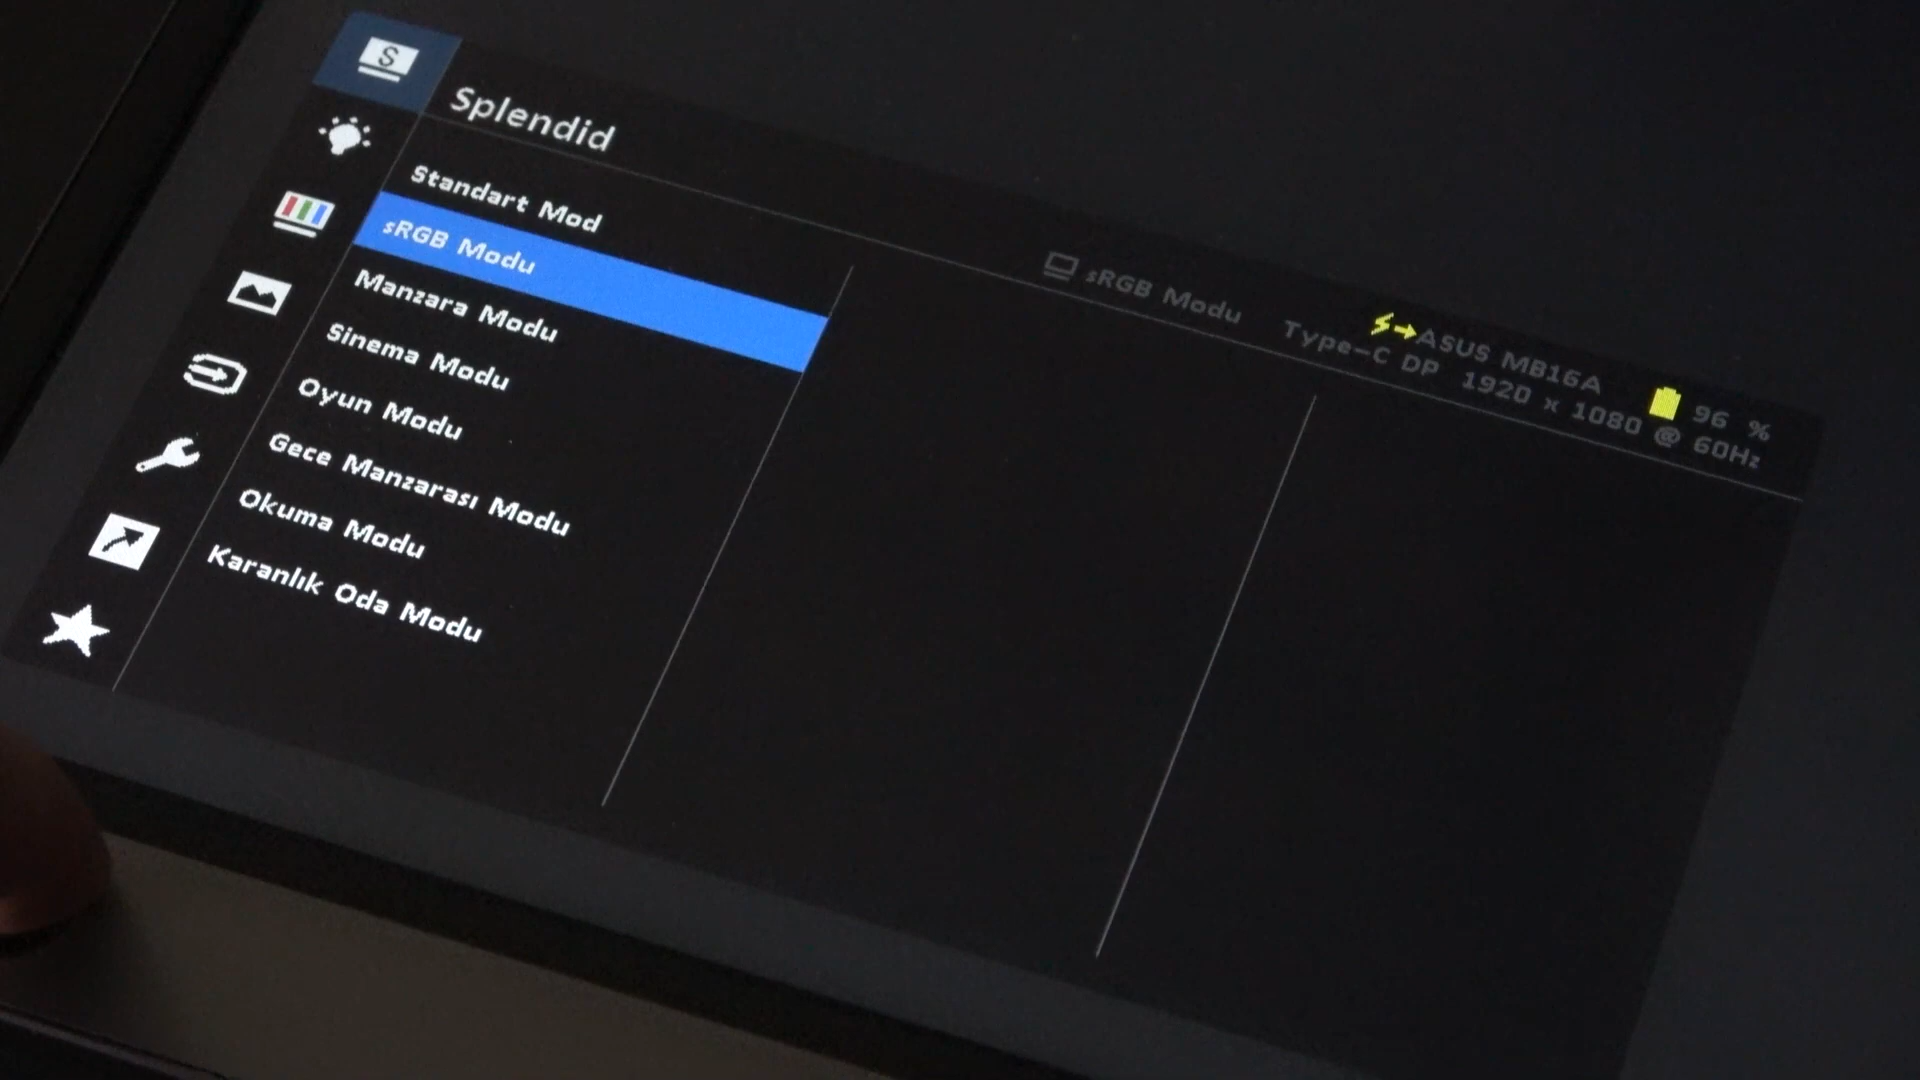 S
Splendid
sRGB Modu
ASUS MB16A
Type-C DP 1920 x 1080 @ 60Hz
96 %
Standart Mod
sRGB Modu
Manzara Modu
Sinema Modu
Oyun Modu
Gece Manzarası Modu
Okuma Modu
Karanlık Oda Modu